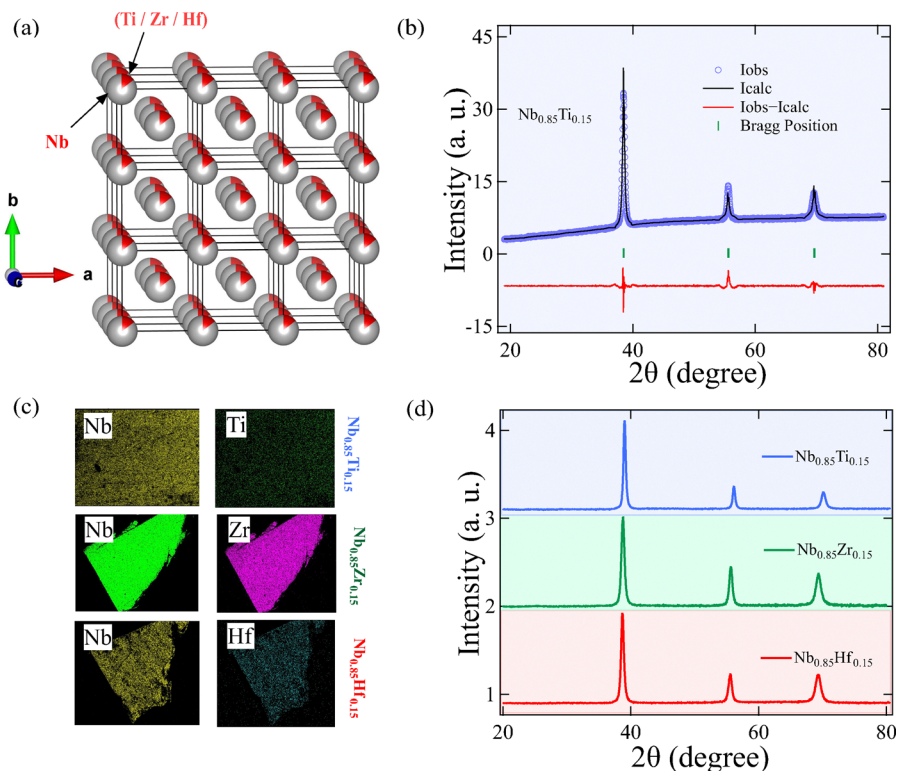 (a)
(Ti / Zr / Hf)
Nb
b
a
c
(b)
Iobs
Icalc
Iobs−Icalc
Bragg Position
Nb0.85Ti0.15
Intensity (a. u.)
45
30
15
0
-15
20
40
60
80
2θ (degree)
(c)
Nb
Ti
Nb0.85Ti0.15
Nb
Zr
Nb0.85Zr0.15
Nb
Hf
Nb0.85Hf0.15
(d)
Nb0.85Ti0.15
Nb0.85Zr0.15
Nb0.85Hf0.15
Intensity (a. u.)
4
3
2
1
20
40
60
80
2θ (degree)